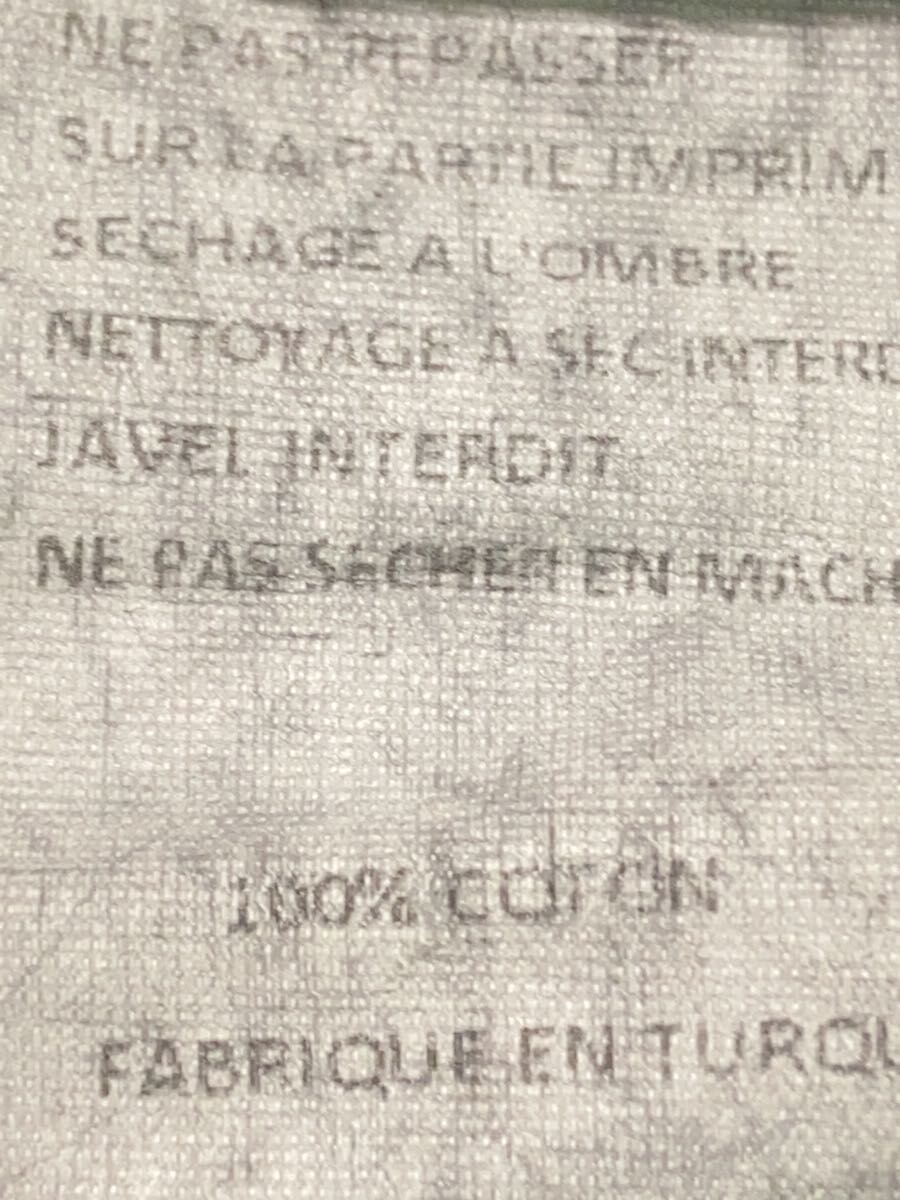 NE PAS REPASSER
SUR LA PARTIE IMPRIM
SECHAGE A L'OMBRE
NETTOYAGE A SEC INTERD
JAVEL INTERDIT
NE PAS SECHER EN MACH
100% COTON
FABRIQUE EN TURQU